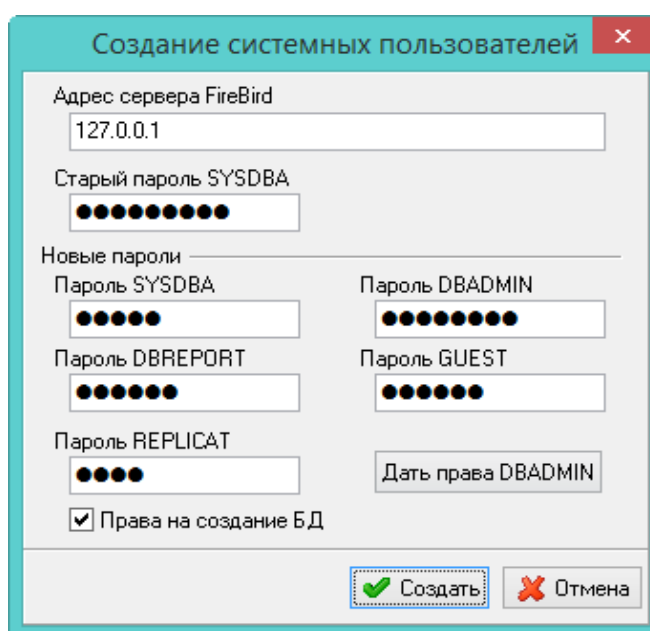 Создание системных пользователей
Адрес сервера FireBird
127.0.0.1
Старый пароль SYSDBA
●●●●●●●●●
Новые пароли
Пароль SYSDBA Пароль DBADMIN
●●●●● ●●●●●●●●
Пароль DBREPORT Пароль GUEST
●●●●●● ●●●●●●
Пароль REPLICAT
●●●● Дать права DBADMIN
Права на создание БД
Создать Отмена